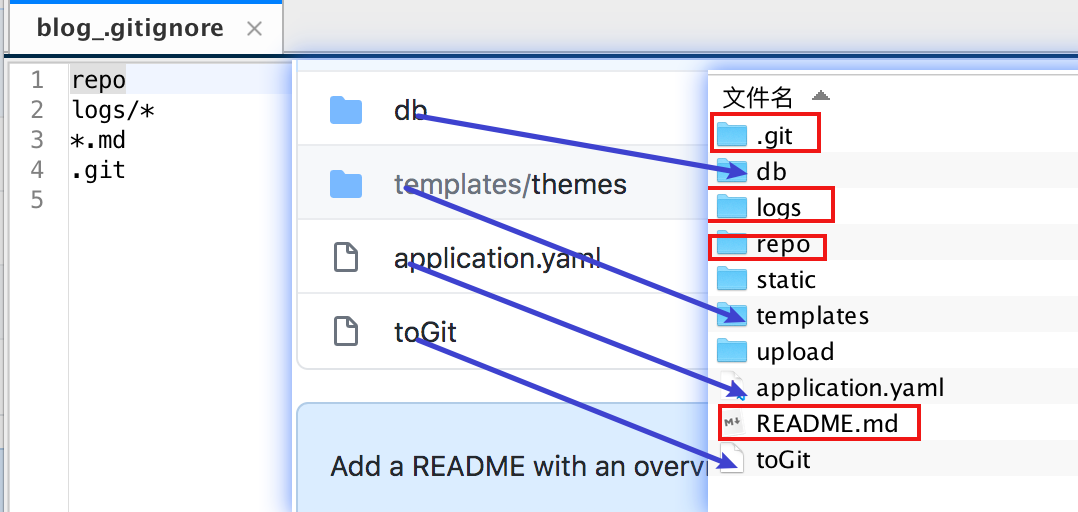 blog_.gitignore
1 repo
2 logs/*
3 *.md
4 .git
5
db
templates/themes
application.yaml
toGit
Add a README with an overv
文件名
.git
db
logs
repo
static
templates
upload
application.yaml
README.md
toGit